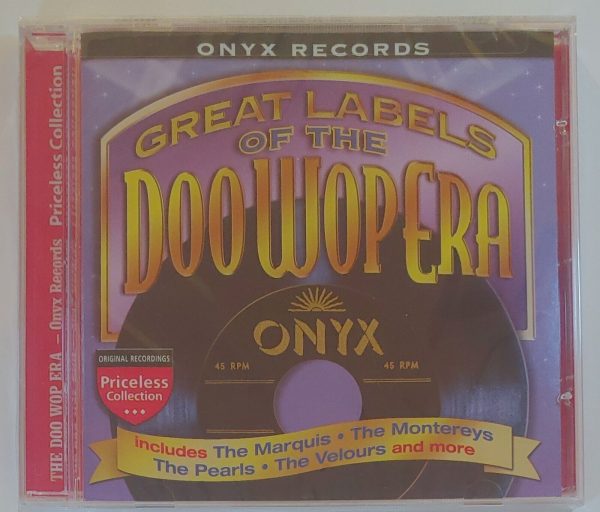 ONYX RECORDS
GREAT LABELS
OF THE
DOO WOP ERA
ONYX
45 RPM
45 RPM
ORIGINAL RECORDINGS
Priceless
Collection
includes The Marquis • The Montereys
The Pearls • The Velours and more
THE DOO WOP ERA – Onyx Records Priceless Collection